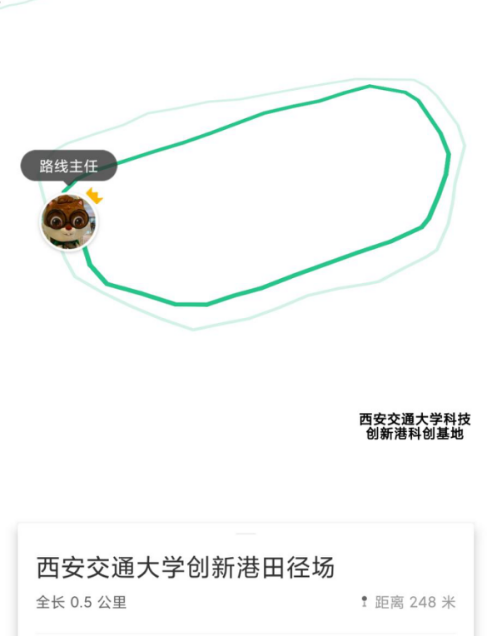 路线主任
西安交通大学科技
创新港科创基地
西安交通大学创新港田径场
全长 0.5 公里
距离 248 米